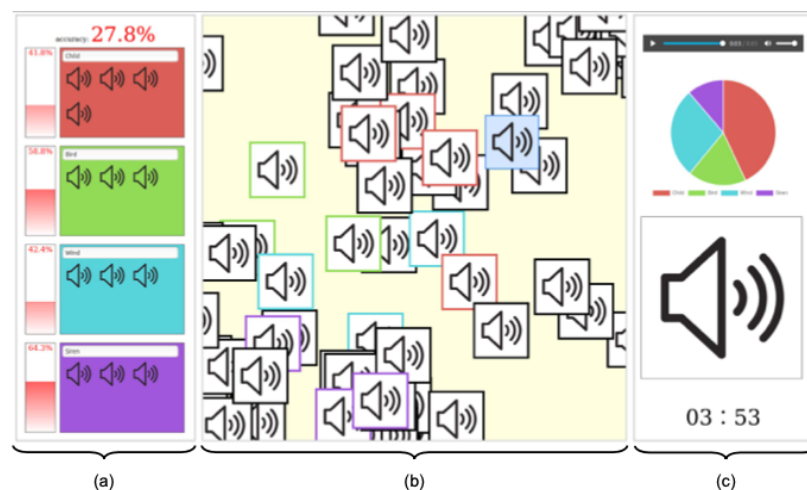 accuracy: 27.8%
41.8%
Child
58.8%
Bird
42.4%
Wind
64.3%
Siren
Child Bird Wind Siren
03 : 53
(a) (b) (c)